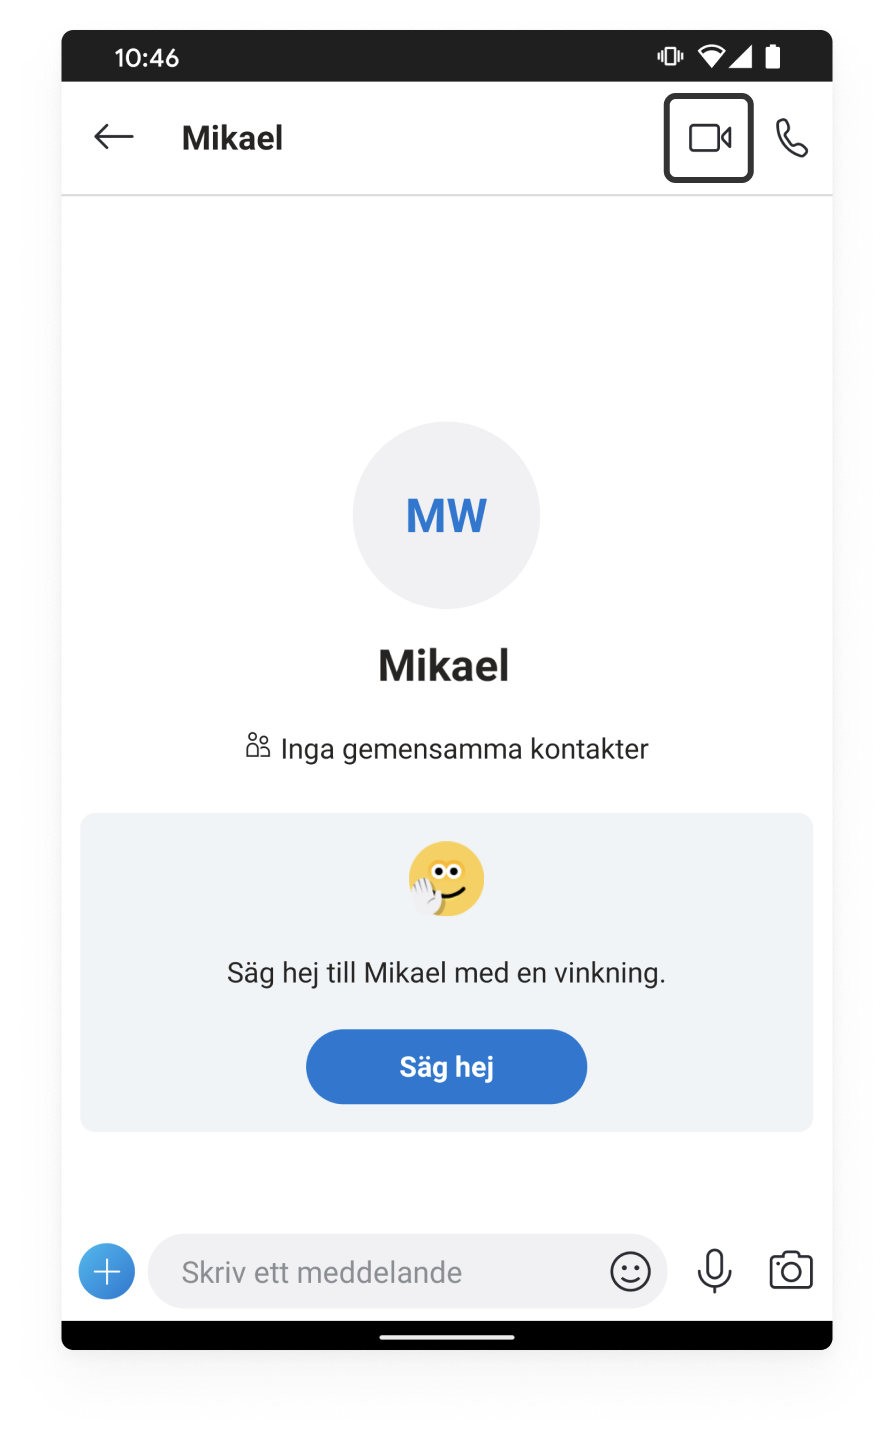 10:46
Mikael
MW
Mikael
Inga gemensamma kontakter
Säg hej till Mikael med en vinkning.
Säg hej
Skriv ett meddelande